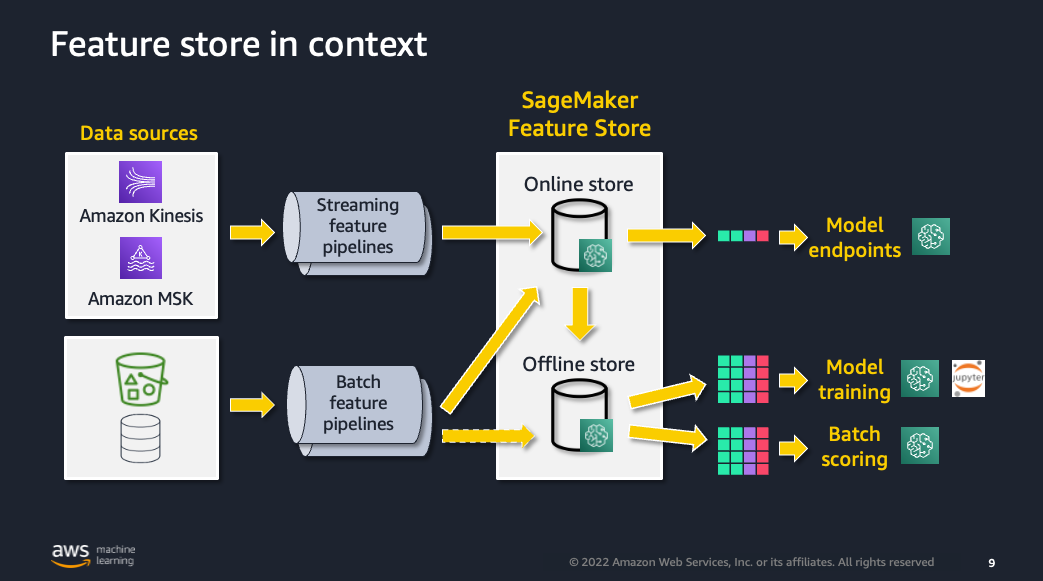 Feature store in context
SageMaker
Feature Store
Data sources
Amazon Kinesis
Amazon MSK
Streaming
feature
pipelines
Batch
feature
pipelines
Online store
Offline store
Model
endpoints
Model
training
jupyter
Batch
scoring
aws machine
learning
© 2022 Amazon Web Services, Inc. or its affiliates. All rights reserved
9